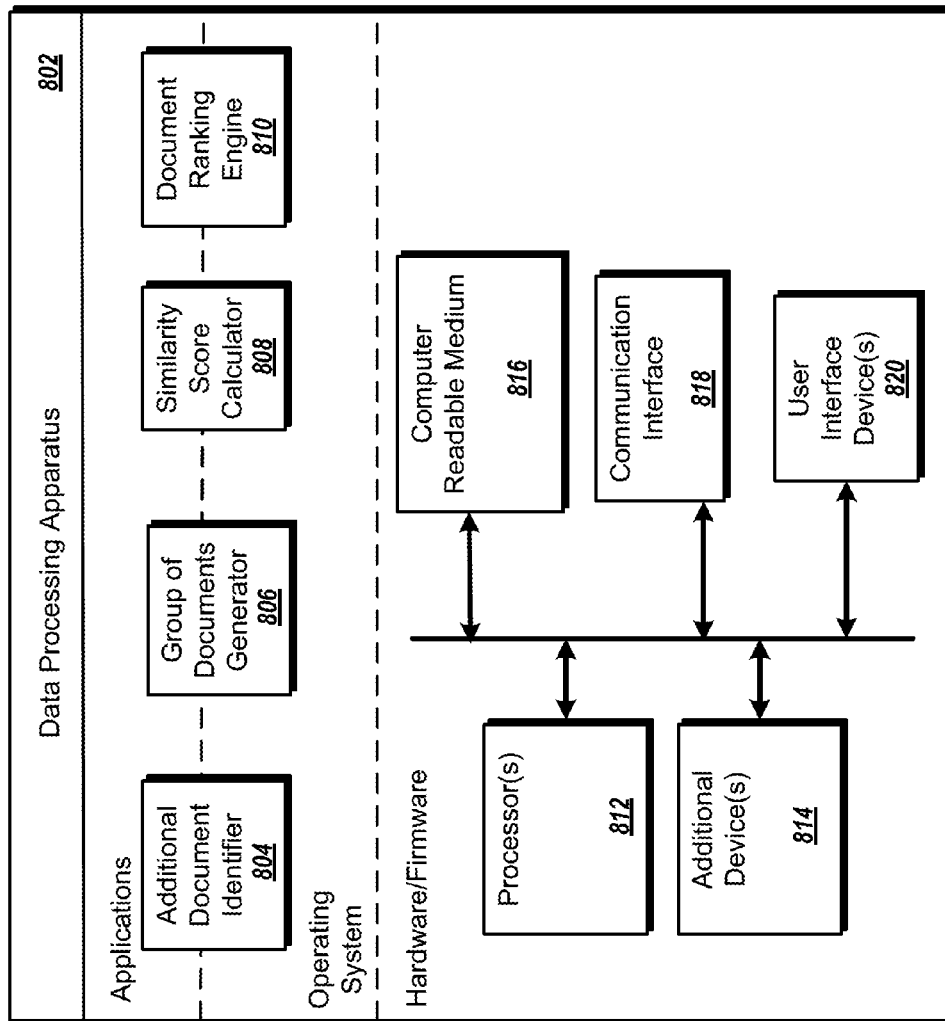 Data Processing Apparatus
802
Applications
Additional
Document
Identifier
804
Group of
Documents
Generator
806
Similarity
Score
Calculator
808
Document
Ranking
Engine
810
Operating
System
Hardware/Firmware
Processor(s)
812
Additional
Device(s)
814
Computer
Readable Medium
816
Communication
Interface
818
User
Interface
Device(s)
820